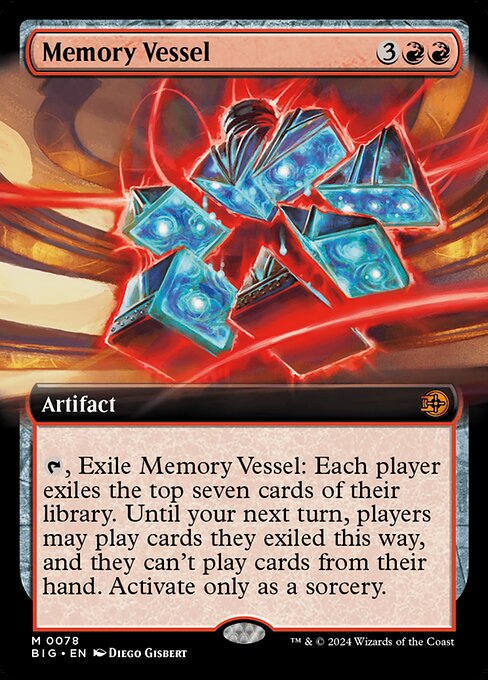 Memory Vessel 3
Artifact
, Exile Memory Vessel: Each player
exiles the top seven cards of their
library. Until your next turn, players
may play cards they exiled this way,
and they can't play cards from their
hand. Activate only as a sorcery.
M 0078
BIG • EN Diego Gisbert
™ & © 2024 Wizards of the Coast